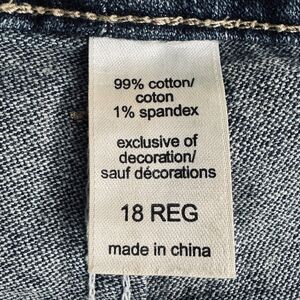 99% cotton/
coton
1% spandex
exclusive of
decoration/
sauf décorations
18 REG
made in china